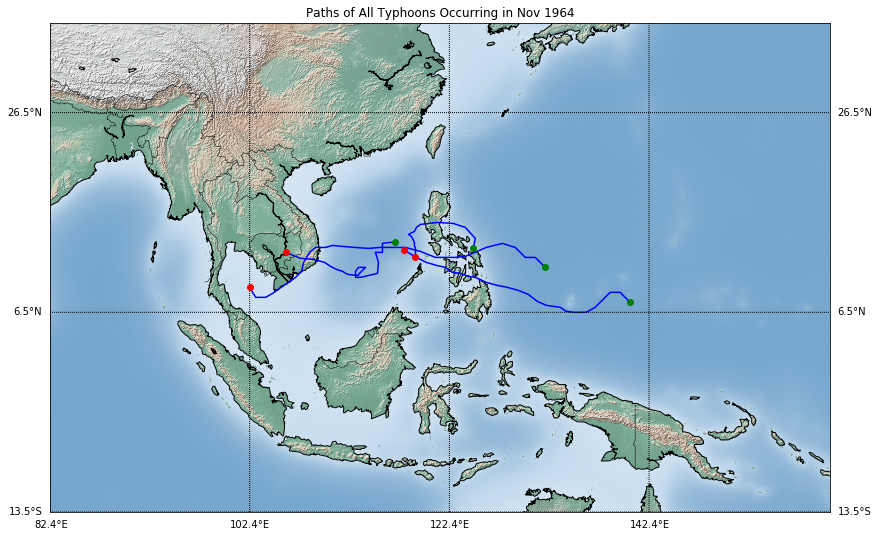 Paths of All Typhoons Occurring in Nov 1964
26.5°N
26.5°N
6.5°N
6.5°N
13.5°S
13.5°S
82.4°E
102.4°E
122.4°E
142.4°E